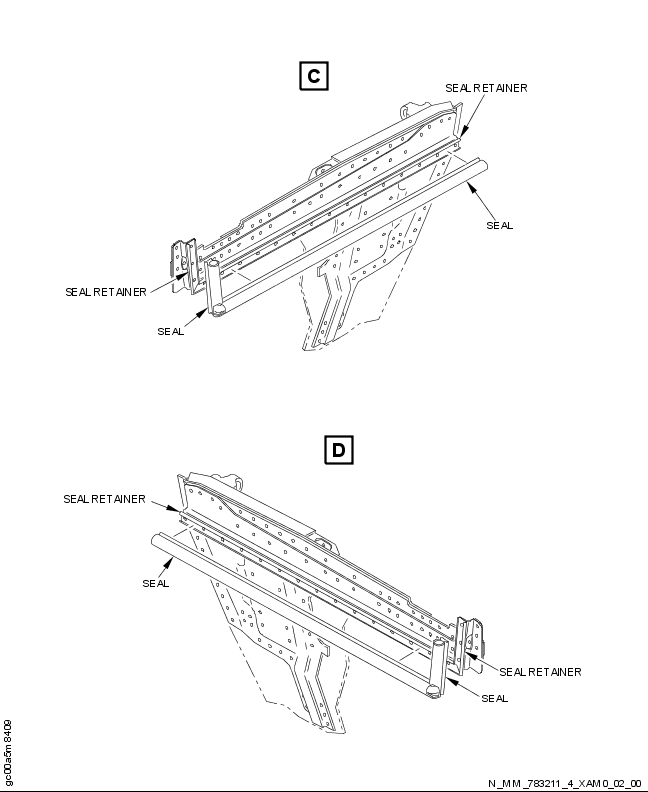 C
SEAL RETAINER
SEAL
SEAL RETAINER
SEAL
D
SEAL RETAINER
SEAL
SEAL RETAINER
SEAL
gc00a5m8409
N_MM_783211_4_XAM0_02_00